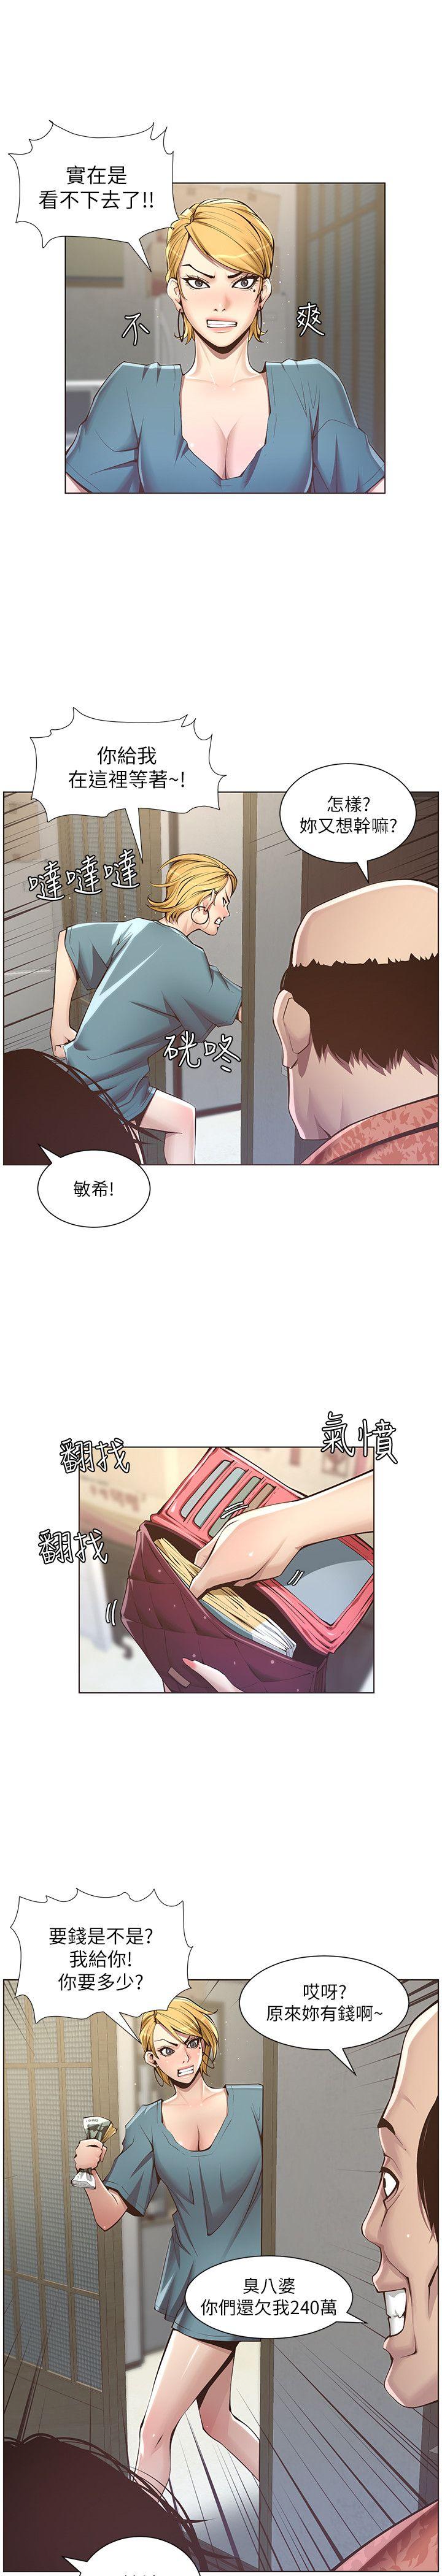 實在是
看不下去了!!
不
爽
你給我
在這裡等著~!
怎樣?
妳又想幹嘛?
噠噠噠
硄咚
敏希!
氣憤
翻找
翻找
要錢是不是?
我給你!
你要多少?
哎呀?
原來妳有錢啊~
臭八婆
你們還欠我240萬